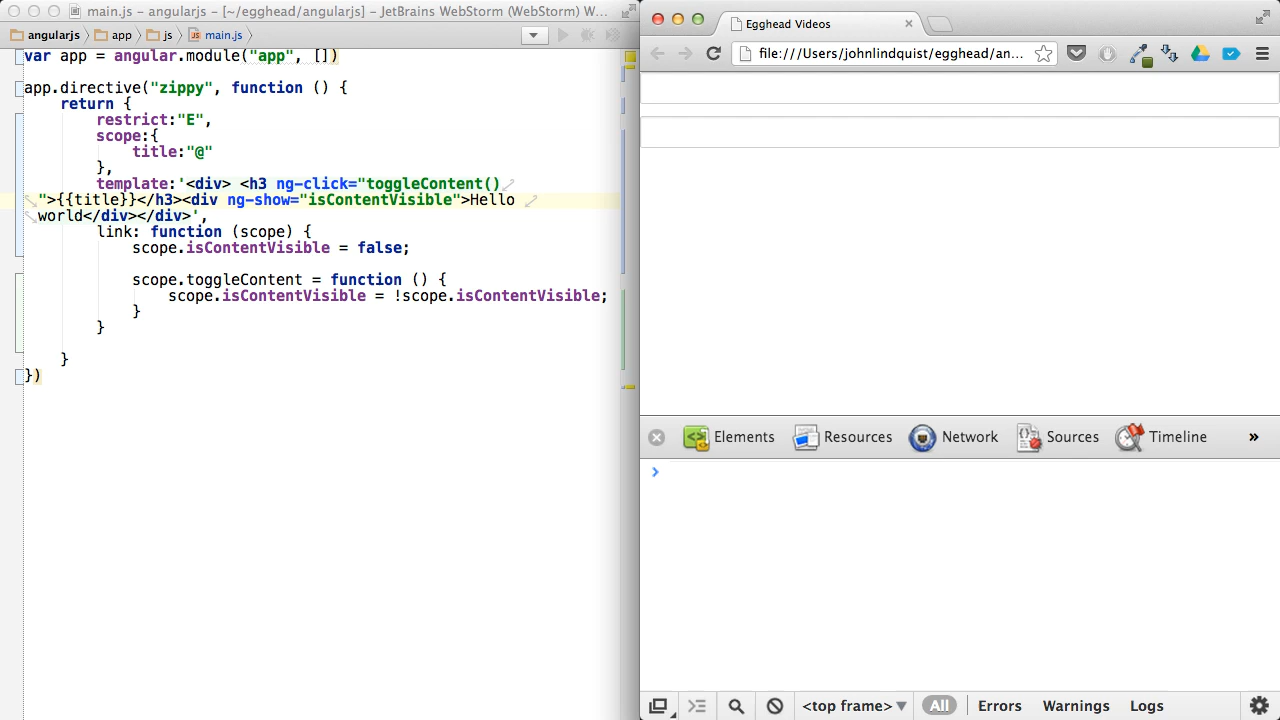 main.js – angularjs – [~/egghead/angularjs] – JetBrains WebStorm (WebStorm) W...
angularjs app js main.js
var app = angular.module("app", [])
app.directive("zippy", function () {
return {
restrict:"E",
scope:{
title:"@"
},
template:'<div> <h3 ng-click="toggleContent()
">{{title}}</h3><div ng-show="isContentVisible">Hello
world</div></div>',
link: function (scope) {
scope.isContentVisible = false;
scope.toggleContent = function () {
scope.isContentVisible = !scope.isContentVisible;
}
}
}
})
Egghead Videos
file:///Users/johnlindquist/egghead/an...
Elements Resources Network Sources Timeline »
<top frame> All Errors Warnings Logs